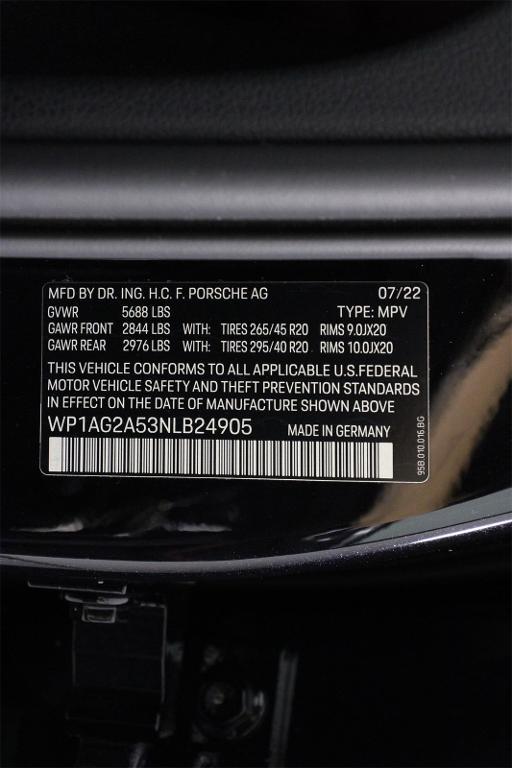 MFD BY DR. ING. H.C. F. PORSCHE AG 07/22
GVWR 5688 LBS TYPE: MPV
GAWR FRONT 2844 LBS WITH: TIRES 265/45 R20 RIMS 9.0JX20
GAWR REAR 2976 LBS WITH: TIRES 295/40 R20 RIMS 10.0JX20
THIS VEHICLE CONFORMS TO ALL APPLICABLE U.S.FEDERAL
MOTOR VEHICLE SAFETY AND THEFT PREVENTION STANDARDS
IN EFFECT ON THE DATE OF MANUFACTURE SHOWN ABOVE
WP1AG2A53NLB24905 MADE IN GERMANY
95B.010.016.BG